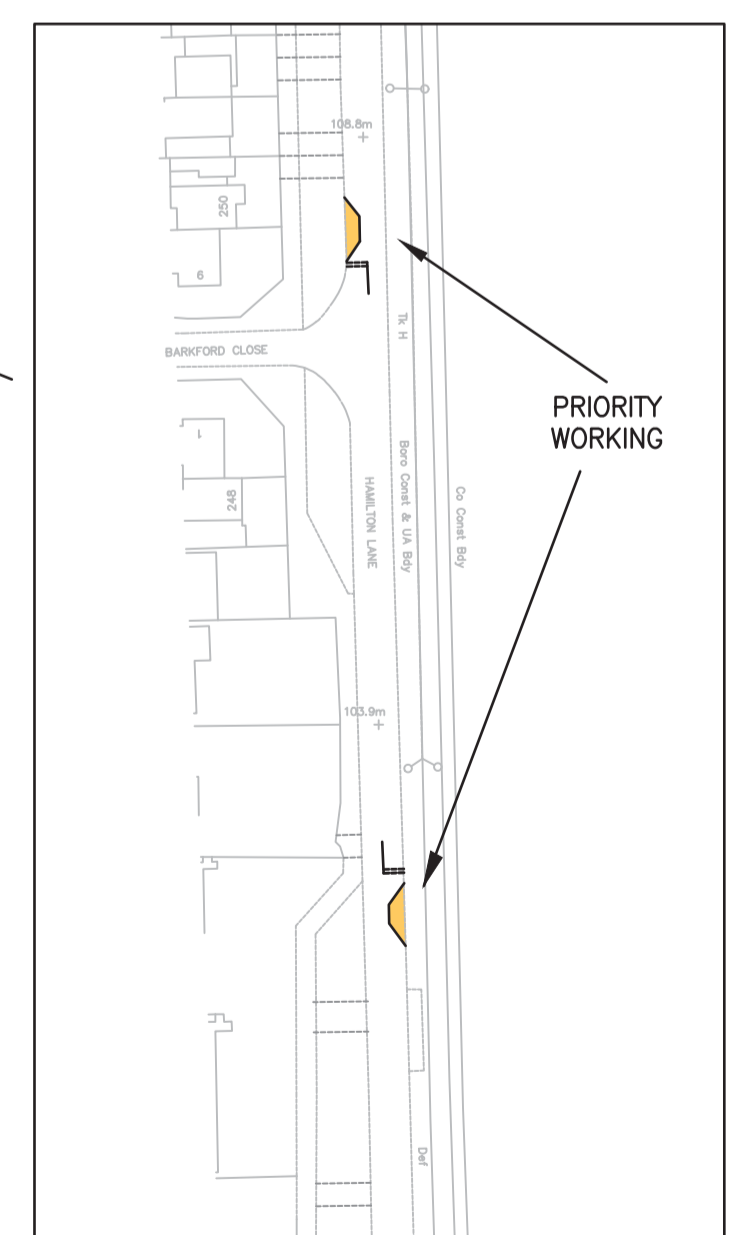 108.8m
250
6
Tk H
BARKFORD CLOSE
PRIORITY
WORKING
1
248
HAMILTON LANE
Boro Const & UA Bdy
Co Const Bdy
103.9m
Def